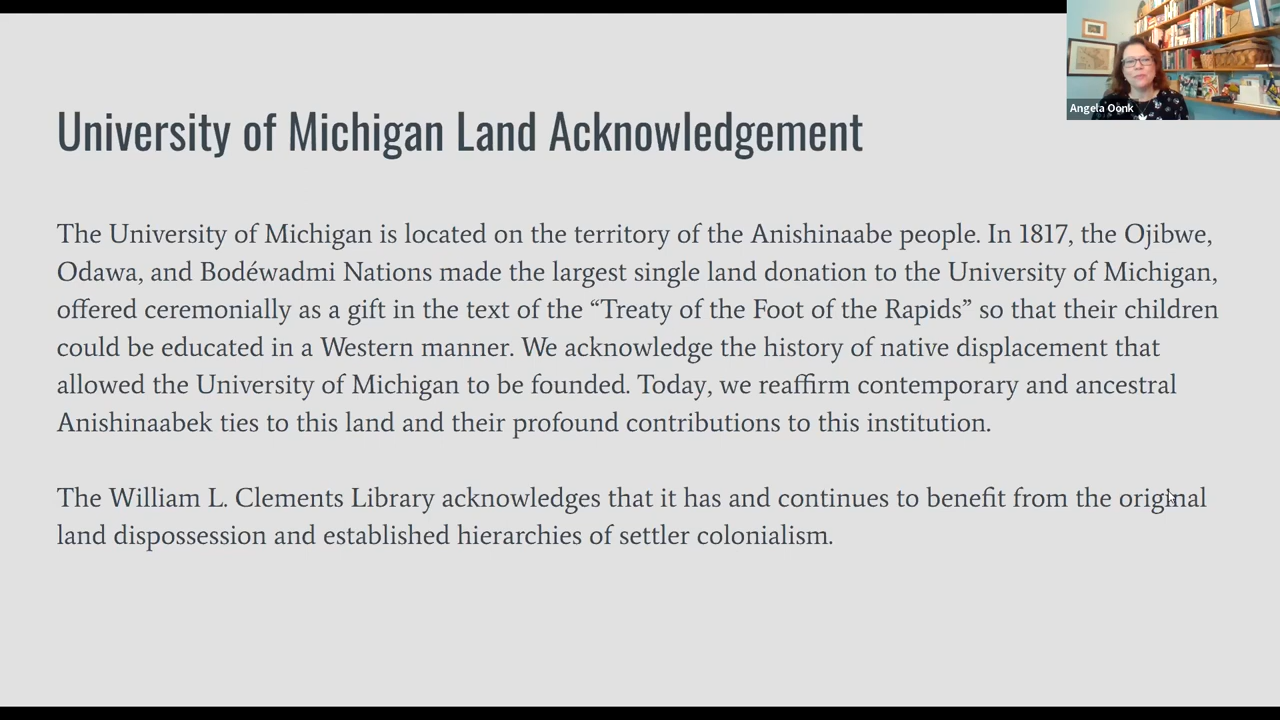 Angela Oonk
University of Michigan Land Acknowledgement
The University of Michigan is located on the territory of the Anishinaabe people. In 1817, the Ojibwe,
Odawa, and Bodéwadmi Nations made the largest single land donation to the University of Michigan,
offered ceremonially as a gift in the text of the “Treaty of the Foot of the Rapids” so that their children
could be educated in a Western manner. We acknowledge the history of native displacement that
allowed the University of Michigan to be founded. Today, we reaffirm contemporary and ancestral
Anishinaabek ties to this land and their profound contributions to this institution.
The William L. Clements Library acknowledges that it has and continues to benefit from the original
land dispossession and established hierarchies of settler colonialism.